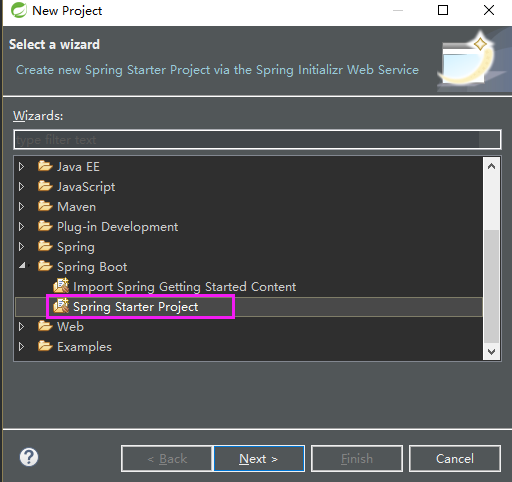 New Project
Select a wizard
Create new Spring Starter Project via the Spring Initializr Web Service
Wizards:
type filter text
Java EE
JavaScript
Maven
Plug-in Development
Spring
Spring Boot
Import Spring Getting Started Content
Spring Starter Project
Web
Examples
?
< Back
Next >
Finish
Cancel